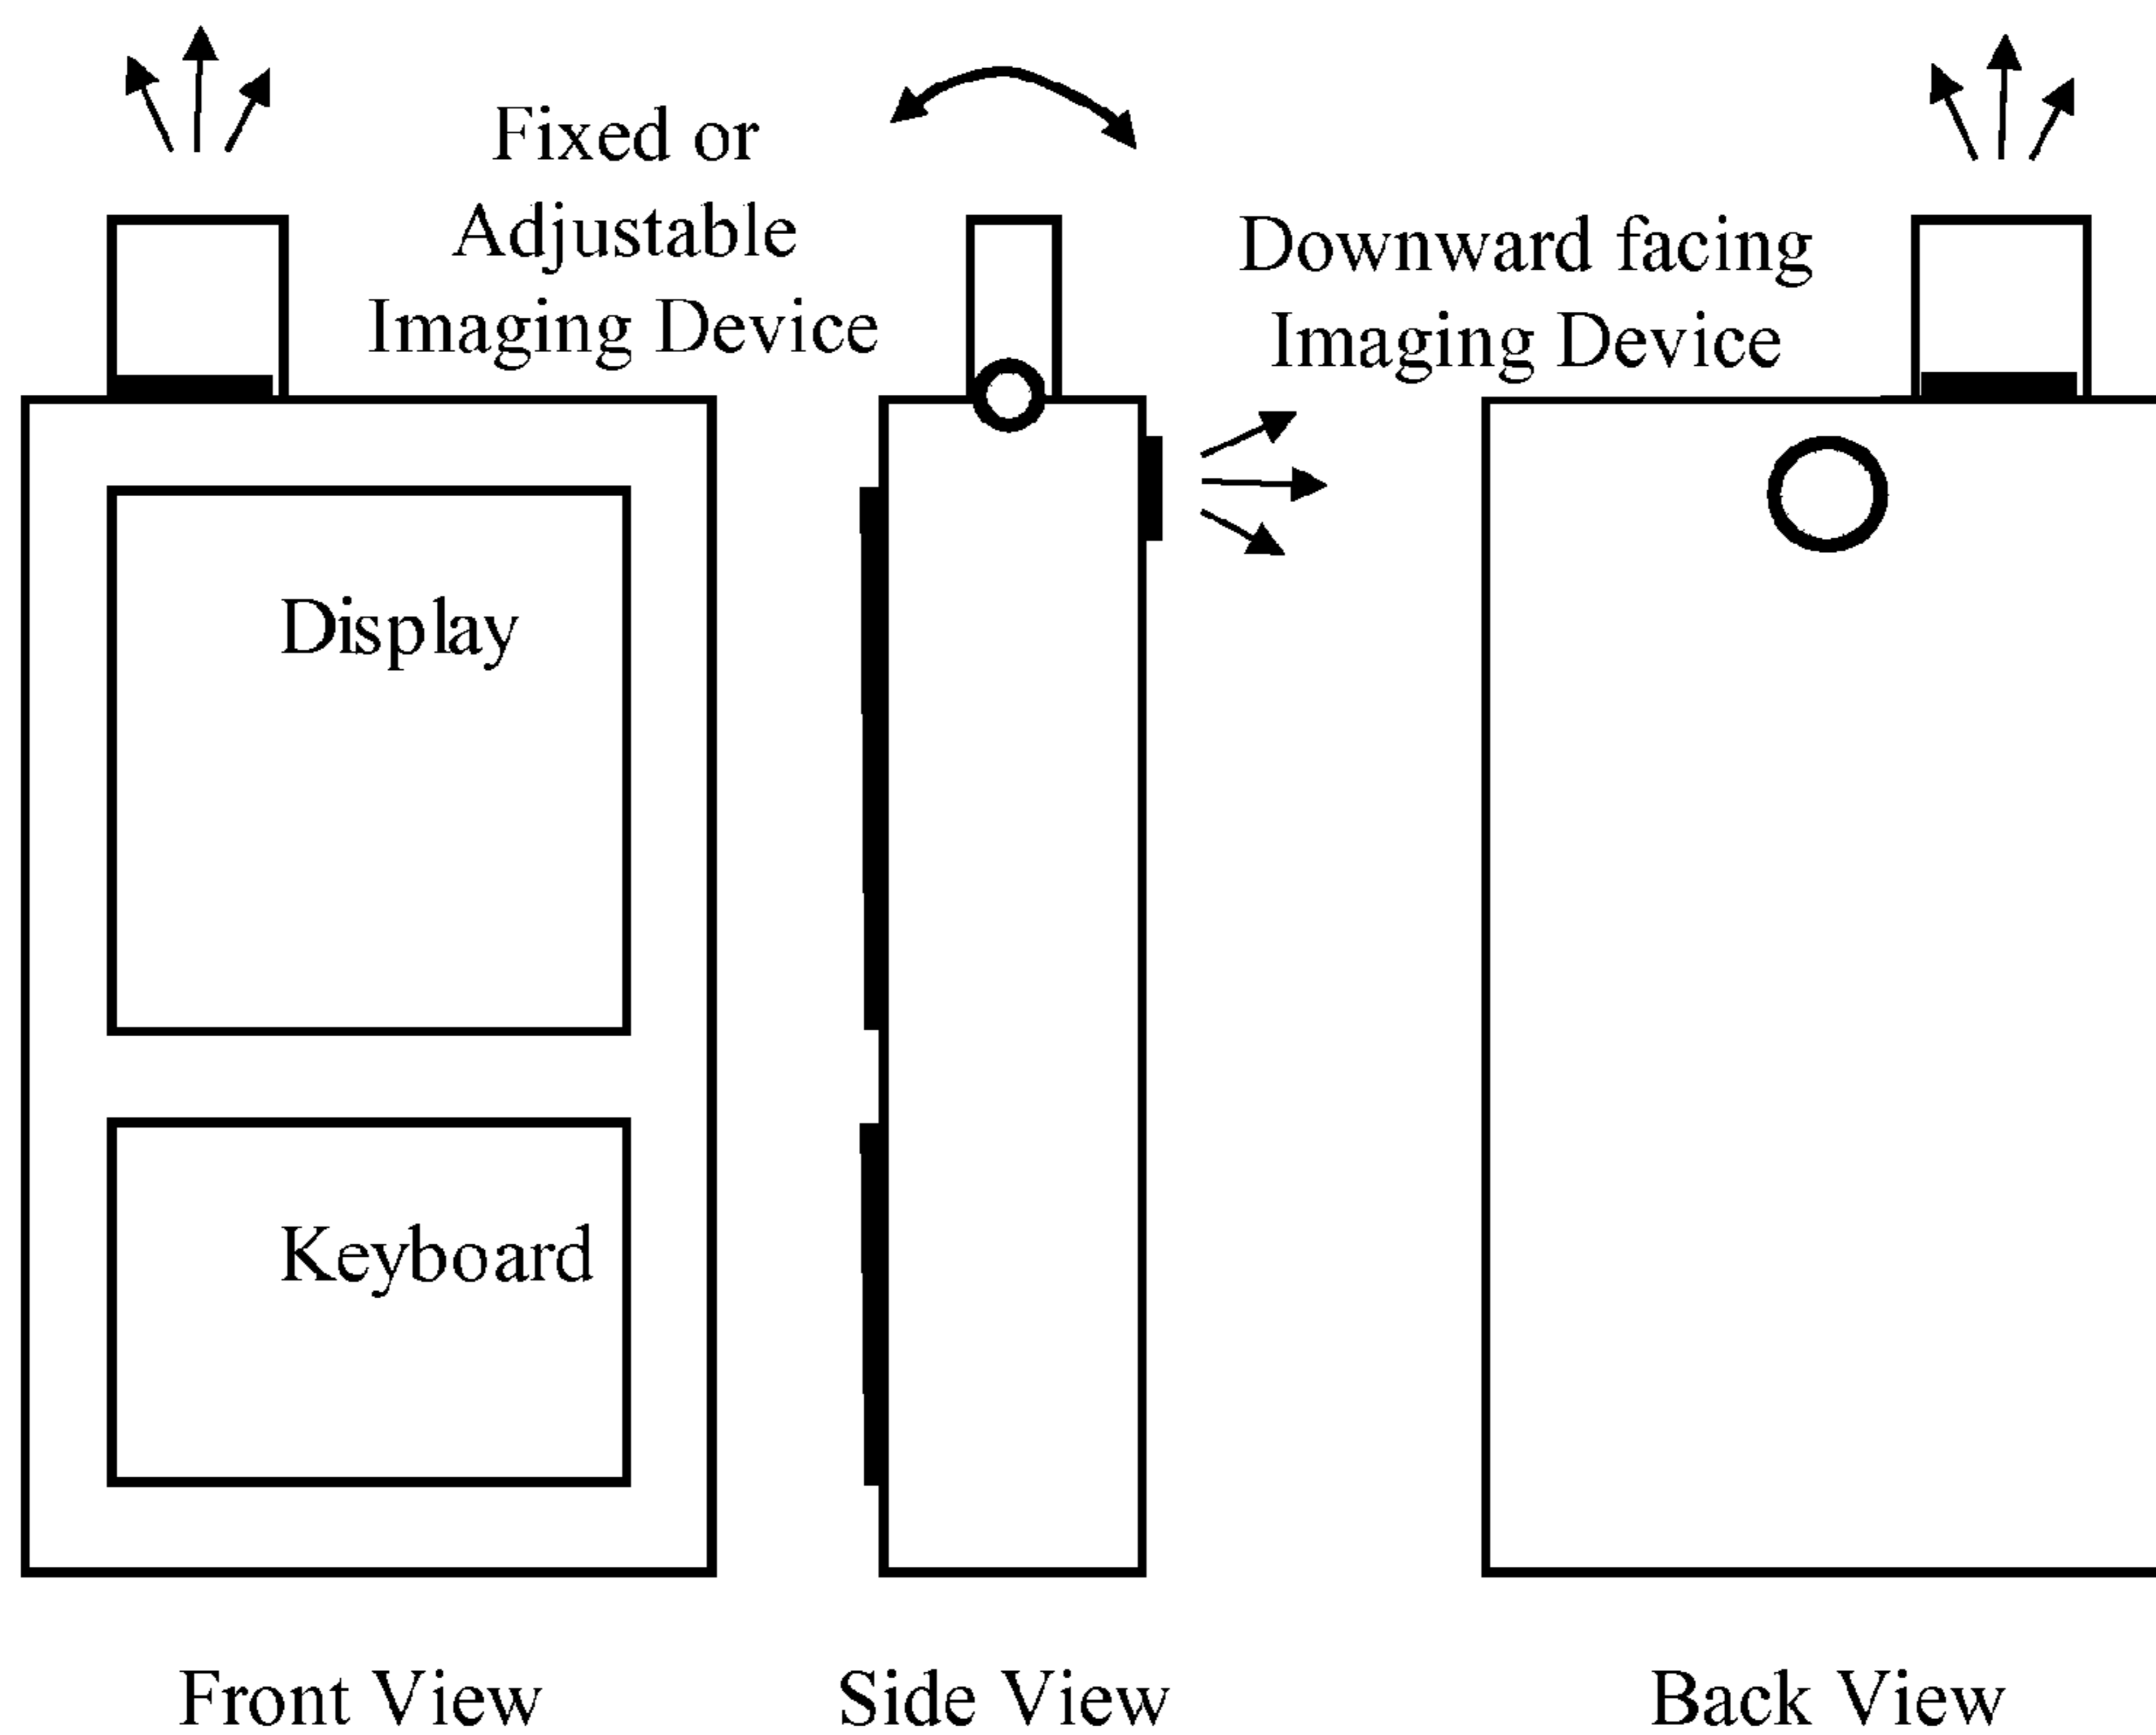 Fixed or
Adjustable
Imaging Device
Downward facing
Imaging Device
Display
Keyboard
Front View
Side View
Back View